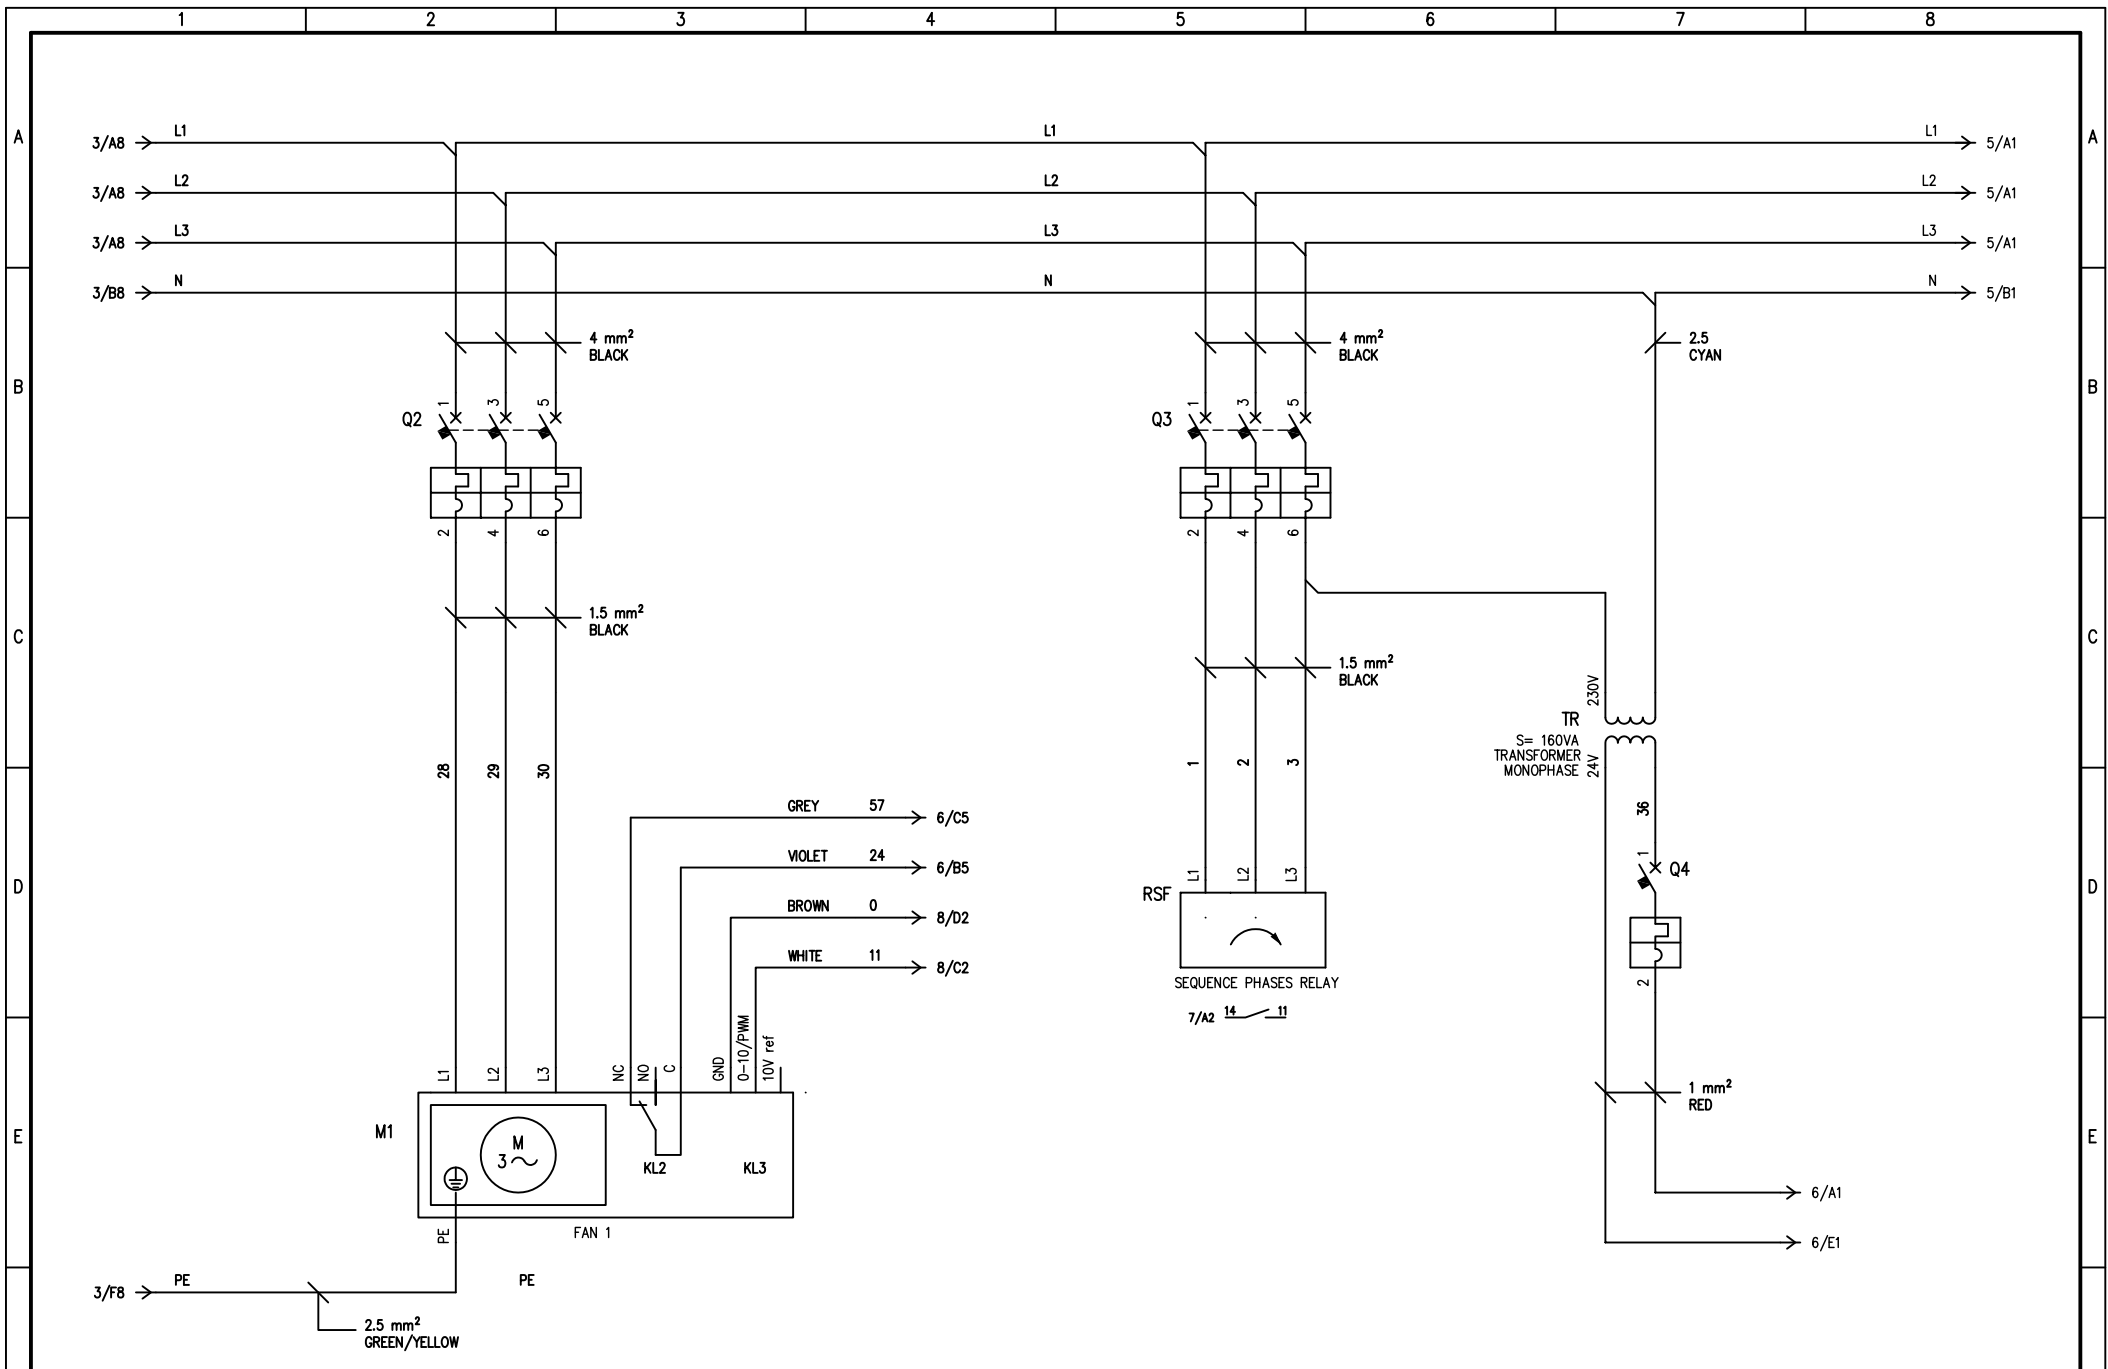 1 2 3 4 5 6 7 8
A A
3/A8 L1 L1 L1 5/A1
3/A8 L2 L2 L2 5/A1
3/A8 L3 L3 L3 5/A1
3/B8 N N N 5/B1
4 mm²
BLACK
4 mm²
BLACK
2.5
CYAN
B B
Q2 1 3 5
Q3 1 3 5
2 4 6
2 4 6
1.5 mm²
BLACK
C C
1.5 mm²
BLACK
230V
TR
S= 160VA
TRANSFORMER
MONOPHASE
24V
28 29 30
1 2 3
36
GREY 57 6/C5
VIOLET 24 6/B5
BROWN 0 8/D2
WHITE 11 8/C2
D D
RSF L1 L2 L3
1 Q4
2
SEQUENCE PHASES RELAY
7/A2 14 11
L1 L2 L3 NC NO C GND 0-10/PWM 10V ref
1 mm²
RED
E E
M1
M
3
KL2 KL3
PE
FAN 1
6/A1
6/E1
3/F8 PE PE
2.5 mm²
GREEN/YELLOW